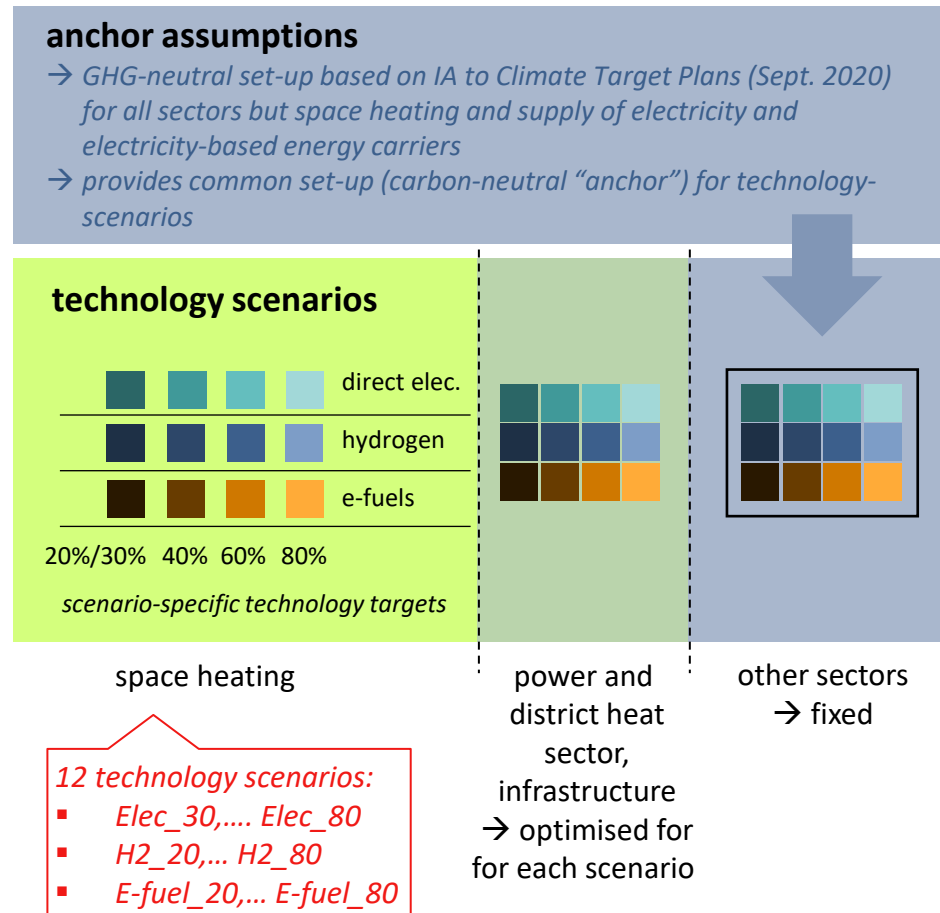 anchor assumptions
→ GHG-neutral set-up based on IA to Climate Target Plans (Sept. 2020)
for all sectors but space heating and supply of electricity and
electricity-based energy carriers
→ provides common set-up (carbon-neutral “anchor”) for technology-
scenarios
technology scenarios
direct elec.
hydrogen
e-fuels
20%/30% 40% 60% 80%
scenario-specific technology targets
space heating
12 technology scenarios:
▪ Elec_30,.... Elec_80
▪ H2_20,... H2_80
▪ E-fuel_20,... E-fuel_80
power and
district heat
sector,
infrastructure
→ optimised for
for each scenario
other sectors
→ fixed